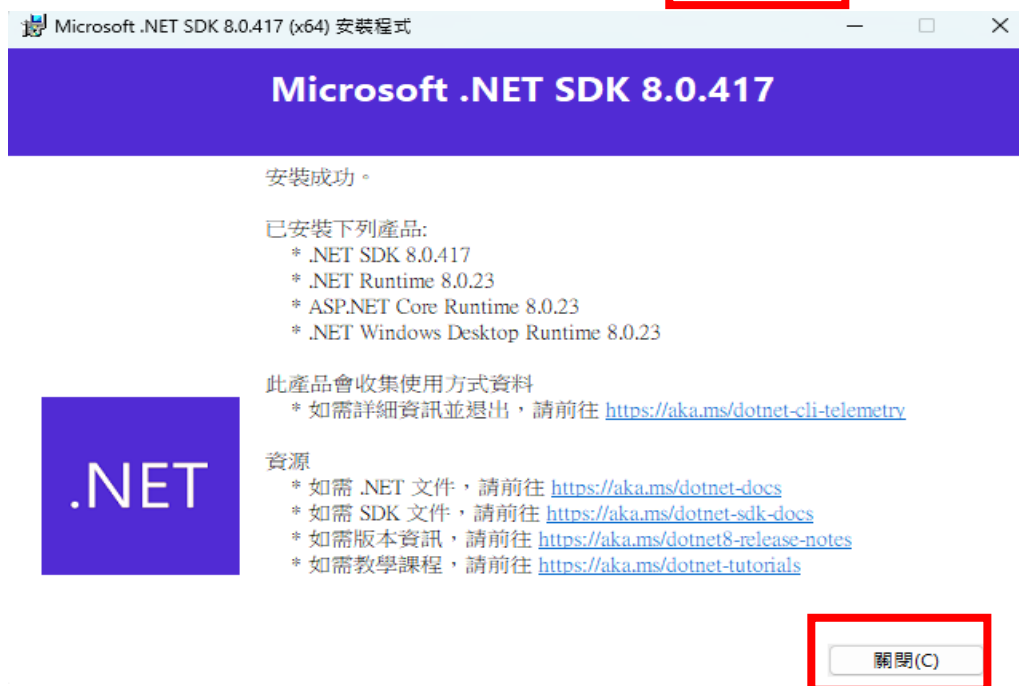 Microsoft .NET SDK 8.0.417 (x64) 安裝程式
Microsoft .NET SDK 8.0.417
安裝成功。
已安裝下列產品:
* .NET SDK 8.0.417
* .NET Runtime 8.0.23
* ASP.NET Core Runtime 8.0.23
* .NET Windows Desktop Runtime 8.0.23
此產品會收集使用方式資料
* 如需詳細資訊並退出，請前往 https://aka.ms/dotnet-cli-telemetry
.NET
資源
* 如需 .NET 文件，請前往 https://aka.ms/dotnet-docs
* 如需 SDK 文件，請前往 https://aka.ms/dotnet-sdk-docs
* 如需版本資訊，請前往 https://aka.ms/dotnet8-release-notes
* 如需教學課程，請前往 https://aka.ms/dotnet-tutorials
關閉(C)